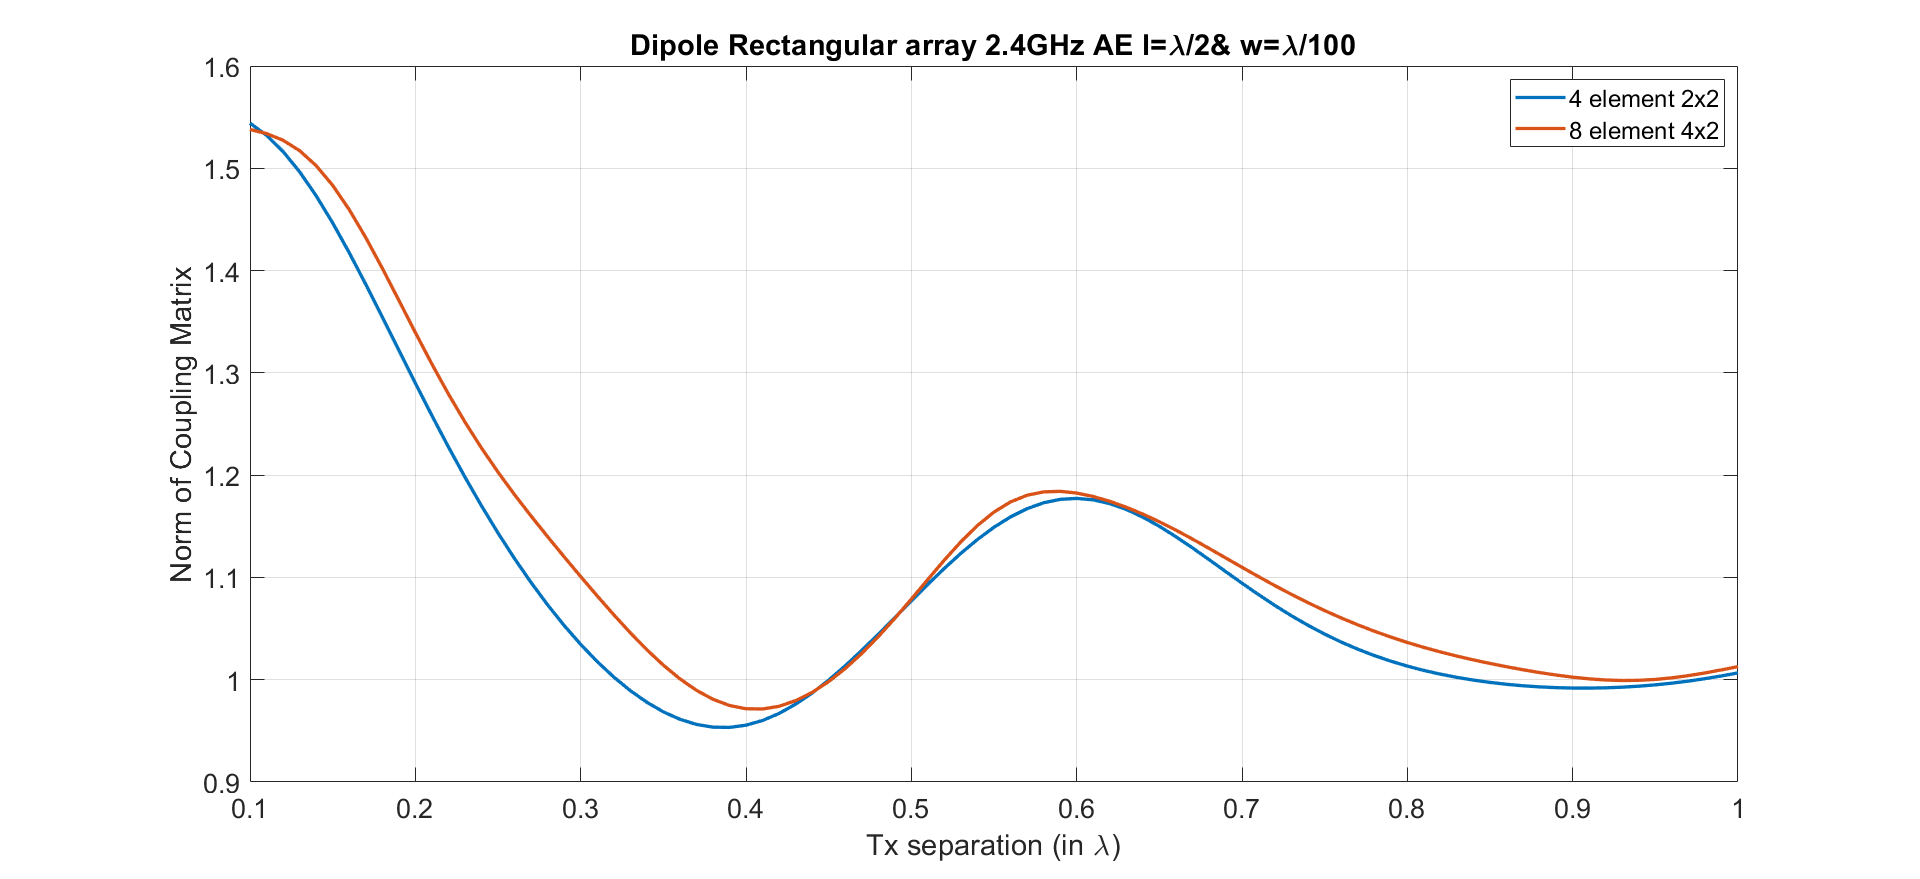 Dipole Rectangular array 2.4GHz AE l=λ/2& w=λ/100
4 element 2x2
8 element 4x2
Norm of Coupling Matrix
1.6
1.5
1.4
1.3
1.2
1.1
1
0.9
0.1 0.2 0.3 0.4 0.5 0.6 0.7 0.8 0.9 1
Tx separation (in λ)